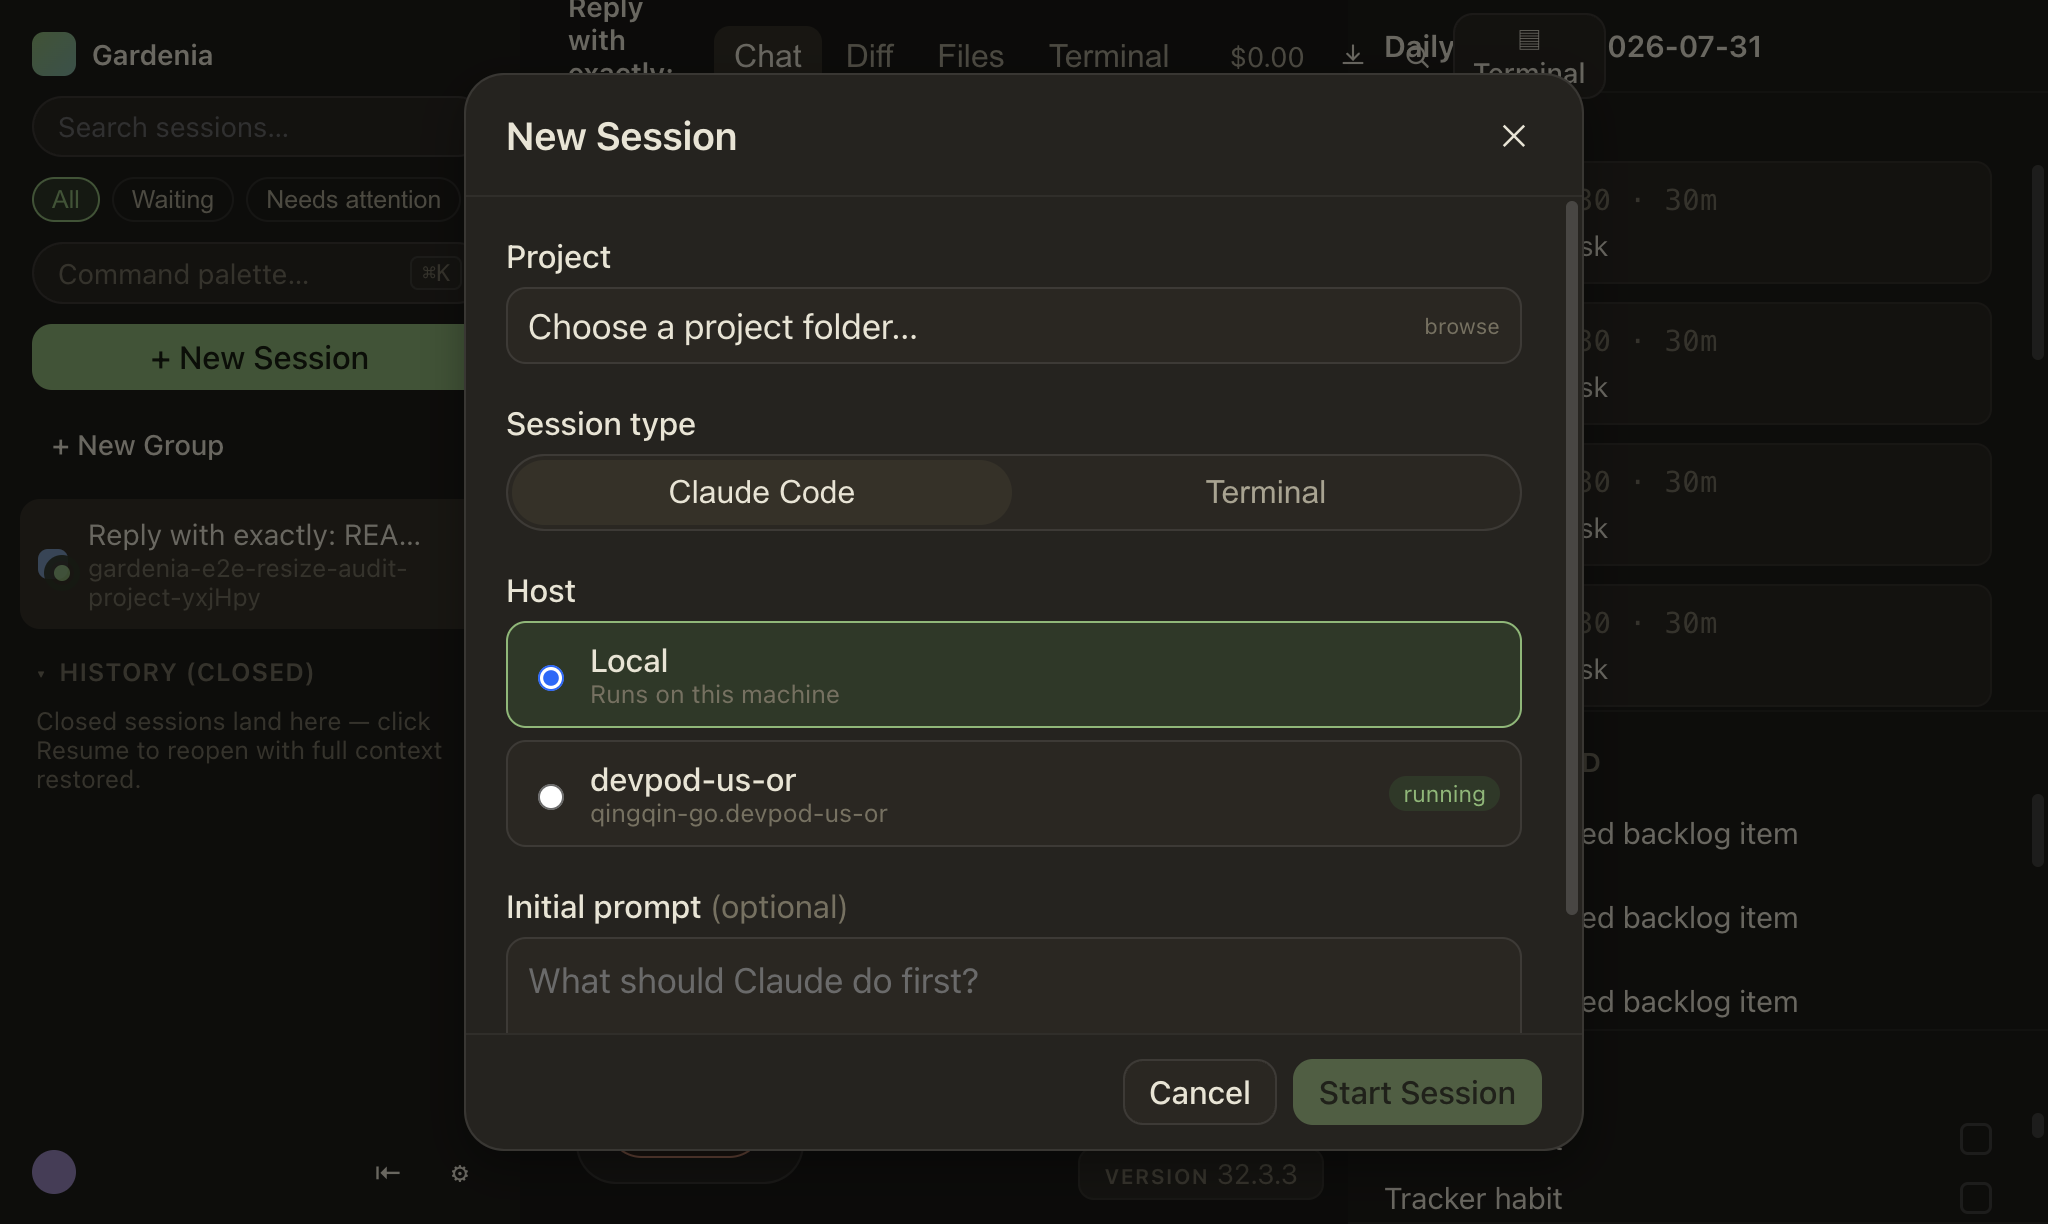 Gardenia
Search sessions...
All
Waiting
Needs attention
Command palette...
⌘K
+ New Session
+ New Group
Reply with exactly: REA...
gardenia-e2e-resize-audit-
project-yxjHpy
▾ HISTORY (CLOSED)
Closed sessions land here — click
Resume to reopen with full context
restored.
Reply
with
exactly:
Chat
Diff
Files
Terminal
$0.00
Daily
Terminal
026-07-31
New Session
Project
Choose a project folder...
browse
Session type
Claude Code
Terminal
Host
Local
Runs on this machine
devpod-us-or
qingqin-go.devpod-us-or
running
Initial prompt (optional)
What should Claude do first?
Cancel
Start Session
VERSION 32.3.3
30 · 30m
sk
30 · 30m
sk
30 · 30m
sk
30 · 30m
sk
D
ed backlog item
ed backlog item
ed backlog item
Tracker habit